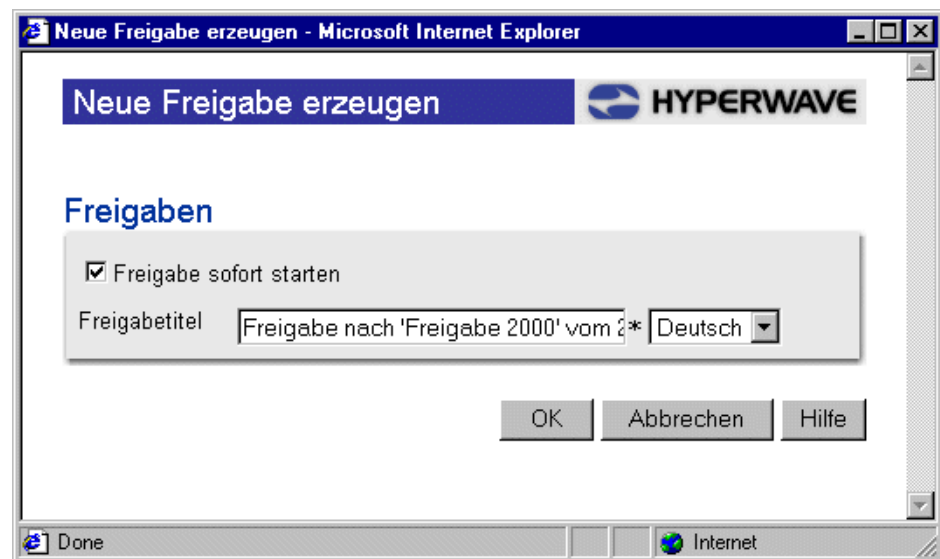 Neue Freigabe erzeugen - Microsoft Internet Explorer
Neue Freigabe erzeugen HYPERWAVE
Freigaben
Freigabe sofort starten
Freigabetitel Freigabe nach 'Freigabe 2000' vom 2* Deutsch
OK Abbrechen Hilfe
Done Internet